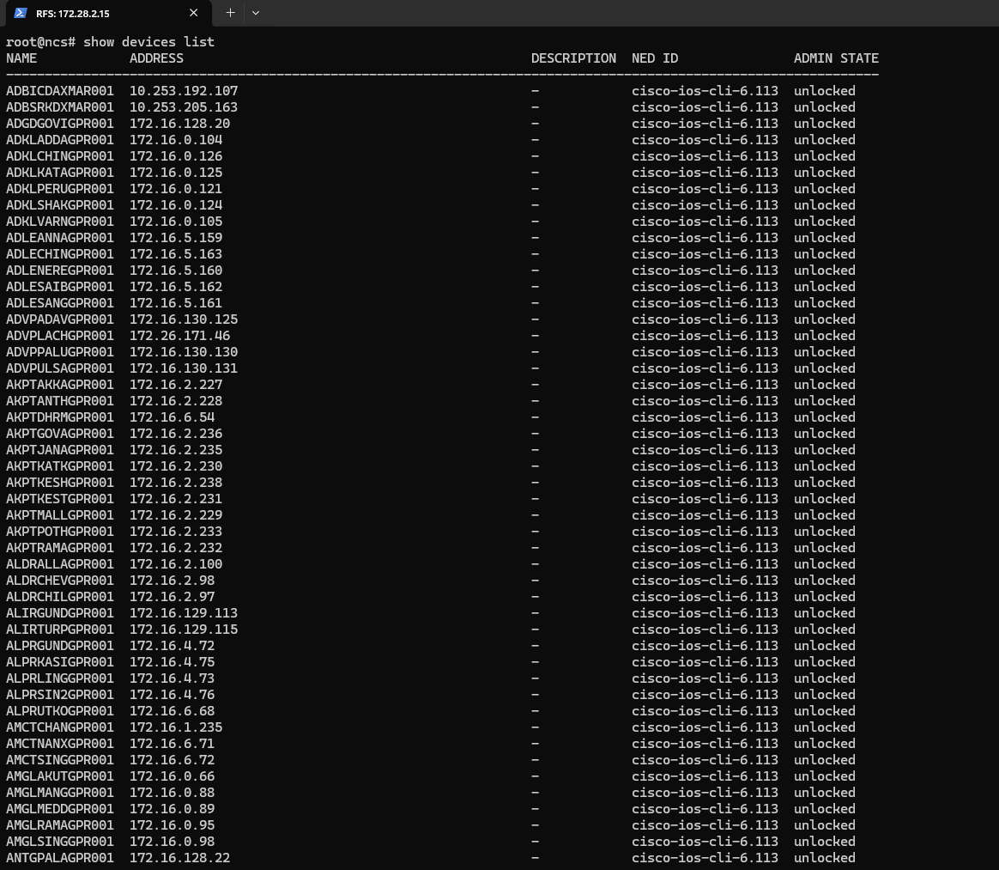 RFS: 172.28.2.15
root@ncs# show devices list
NAME ADDRESS DESCRIPTION NED ID ADMIN STATE
ADBICDAXMAR001 10.253.192.107 - cisco-ios-cli-6.113 unlocked
ADBSRKDXMAR001 10.253.205.163 - cisco-ios-cli-6.113 unlocked
ADGDGOVIGPR001 172.16.128.20 - cisco-ios-cli-6.113 unlocked
ADKLADDAGPR001 172.16.0.104 - cisco-ios-cli-6.113 unlocked
ADKLCHINGPR001 172.16.0.126 - cisco-ios-cli-6.113 unlocked
ADKLKATAGPR001 172.16.0.125 - cisco-ios-cli-6.113 unlocked
ADKLPERUGPR001 172.16.0.121 - cisco-ios-cli-6.113 unlocked
ADKLSHAKGPR001 172.16.0.124 - cisco-ios-cli-6.113 unlocked
ADKLVARNGPR001 172.16.0.105 - cisco-ios-cli-6.113 unlocked
ADLEANNAGPR001 172.16.5.159 - cisco-ios-cli-6.113 unlocked
ADLECHINGPR001 172.16.5.163 - cisco-ios-cli-6.113 unlocked
ADLENEREGPR001 172.16.5.160 - cisco-ios-cli-6.113 unlocked
ADLESAIBGPR001 172.16.5.162 - cisco-ios-cli-6.113 unlocked
ADLESANGGPR001 172.16.5.161 - cisco-ios-cli-6.113 unlocked
ADVPADAVGPR001 172.16.130.125 - cisco-ios-cli-6.113 unlocked
ADVPLACHGPR001 172.26.171.46 - cisco-ios-cli-6.113 unlocked
ADVPPALUGPR001 172.16.130.130 - cisco-ios-cli-6.113 unlocked
ADVPULSAGPR001 172.16.130.131 - cisco-ios-cli-6.113 unlocked
AKPTAKKAGPR001 172.16.2.227 - cisco-ios-cli-6.113 unlocked
AKPTANTHGPR001 172.16.2.228 - cisco-ios-cli-6.113 unlocked
AKPTDHRMGPR001 172.16.6.54 - cisco-ios-cli-6.113 unlocked
AKPTGOVAGPR001 172.16.2.236 - cisco-ios-cli-6.113 unlocked
AKPTJANAGPR001 172.16.2.235 - cisco-ios-cli-6.113 unlocked
AKPTKATKGPR001 172.16.2.230 - cisco-ios-cli-6.113 unlocked
AKPTKESHGPR001 172.16.2.238 - cisco-ios-cli-6.113 unlocked
AKPTKESTGPR001 172.16.2.231 - cisco-ios-cli-6.113 unlocked
AKPTMALLGPR001 172.16.2.229 - cisco-ios-cli-6.113 unlocked
AKPTPOTHGPR001 172.16.2.233 - cisco-ios-cli-6.113 unlocked
AKPTRAMAGPR001 172.16.2.232 - cisco-ios-cli-6.113 unlocked
ALDRALLAGPR001 172.16.2.100 - cisco-ios-cli-6.113 unlocked
ALDRCHEVGPR001 172.16.2.98 - cisco-ios-cli-6.113 unlocked
ALDRCHILGPR001 172.16.2.97 - cisco-ios-cli-6.113 unlocked
ALIRGUNDGPR001 172.16.129.113 - cisco-ios-cli-6.113 unlocked
ALIRTURPGPR001 172.16.129.115 - cisco-ios-cli-6.113 unlocked
ALPRGUNDGPR001 172.16.4.72 - cisco-ios-cli-6.113 unlocked
ALPRKASIGPR001 172.16.4.75 - cisco-ios-cli-6.113 unlocked
ALPRLINGGPR001 172.16.4.73 - cisco-ios-cli-6.113 unlocked
ALPRSIN2GPR001 172.16.4.76 - cisco-ios-cli-6.113 unlocked
ALPRUTKOGPR001 172.16.6.68 - cisco-ios-cli-6.113 unlocked
AMCTCHANGPR001 172.16.1.235 - cisco-ios-cli-6.113 unlocked
AMCTNANXGPR001 172.16.6.71 - cisco-ios-cli-6.113 unlocked
AMCTSINGGPR001 172.16.6.72 - cisco-ios-cli-6.113 unlocked
AMGLAKUTGPR001 172.16.0.66 - cisco-ios-cli-6.113 unlocked
AMGLMANGGPR001 172.16.0.88 - cisco-ios-cli-6.113 unlocked
AMGLMEDDGPR001 172.16.0.89 - cisco-ios-cli-6.113 unlocked
AMGLRAMAGPR001 172.16.0.95 - cisco-ios-cli-6.113 unlocked
AMGLSINGGPR001 172.16.0.98 - cisco-ios-cli-6.113 unlocked
ANTGPALAGPR001 172.16.128.22 - cisco-ios-cli-6.113 unlocked